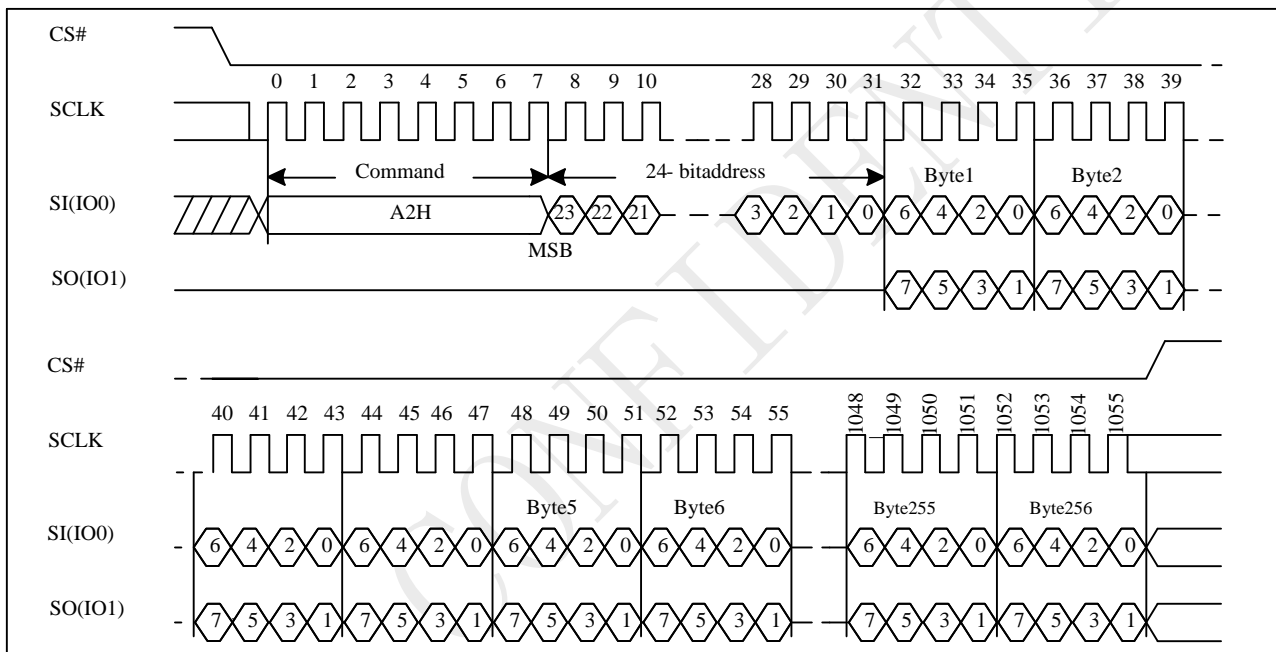 CS#
0 1 2 3 4 5 6 7 8 9 10 28 29 30 31 32 33 34 35 36 37 38 39
SCLK
Command 24- bitaddress Byte1 Byte2
SI(IO0) A2H 23 22 21 3 2 1 0 6 4 2 0 6 4 2 0
MSB
SO(IO1) 7 5 3 1 7 5 3 1
CS#
40 41 42 43 44 45 46 47 48 49 50 51 52 53 54 55 1048 1049 1050 1051 1052 1053 1054 1055
SCLK
Byte5 Byte6 Byte255 Byte256
SI(IO0) 6 4 2 0 6 4 2 0 6 4 2 0 6 4 2 0 6 4 2 0 6 4 2 0
SO(IO1) 7 5 3 1 7 5 3 1 7 5 3 1 7 5 3 1 7 5 3 1 7 5 3 1
CONFIDENT